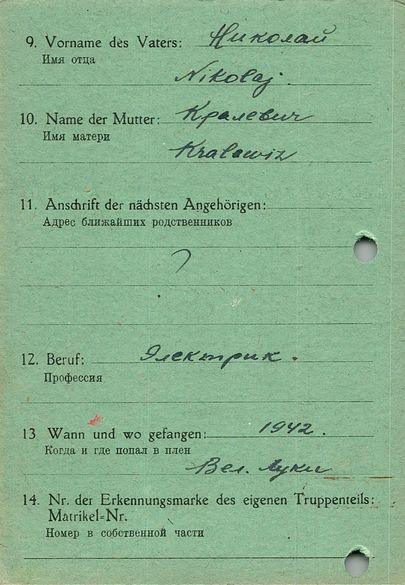 9. Vorname des Vaters: Николай
Имя отца
Nikolaj.
10. Name der Mutter: Кралевич
Имя матери
Kralewiz
11. Anschrift der nächsten Angehörigen:
Адрес ближайших родственников
?
12. Beruf: Электрик.
Профессия
13 Wann und wo gefangen: 1942.
Когда и где попал в плен
Вел. Луки
14. Nr. der Erkennungsmarke des eigenen Truppenteils:
Matrikel-Nr.
Номер в собственной части